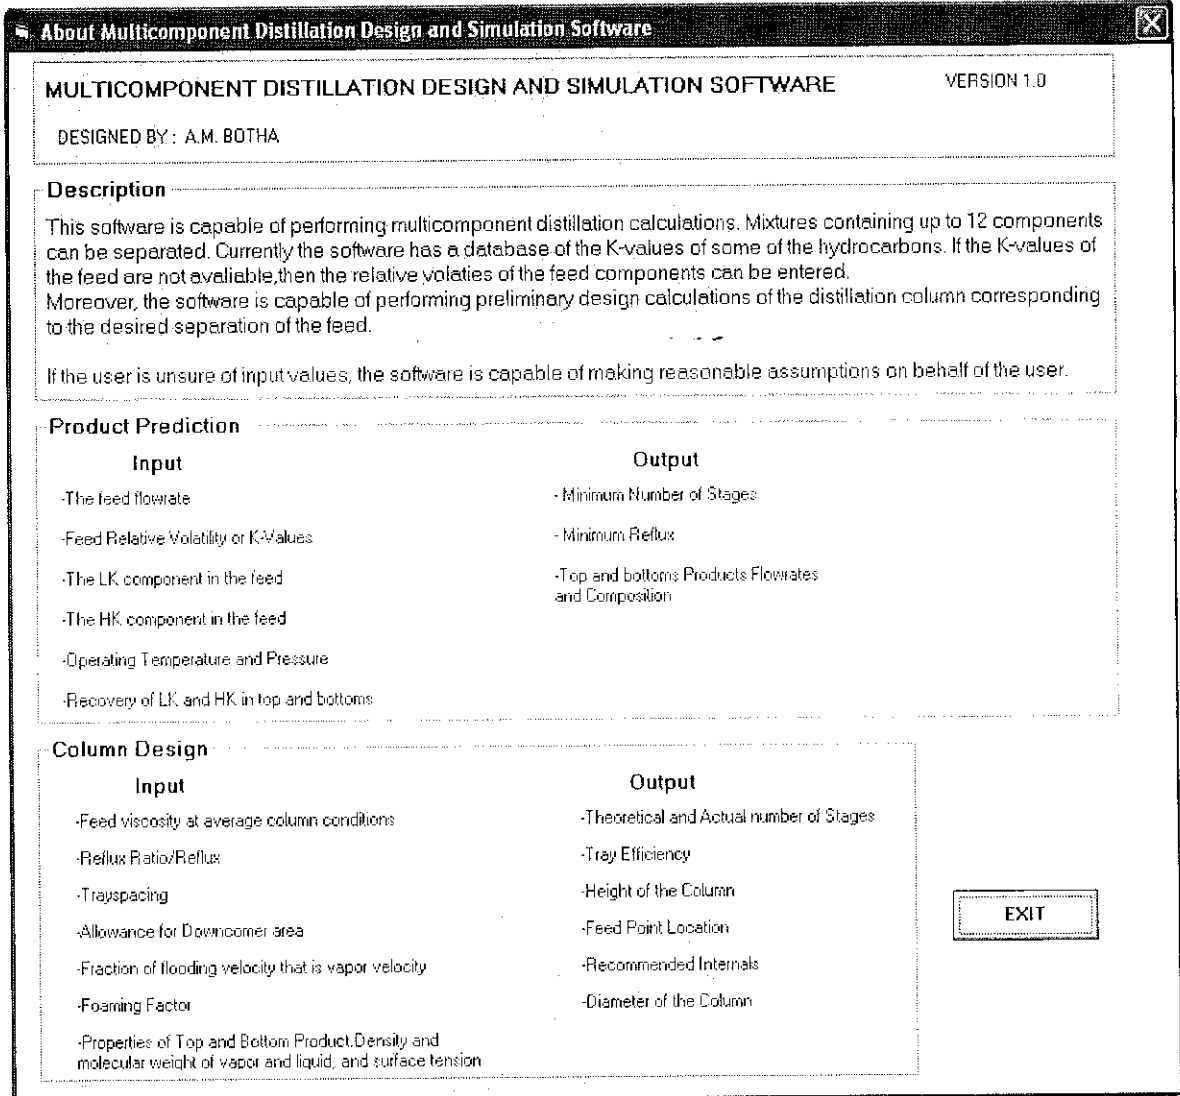 About Multicomponent Distillation Design and Simulation Software
MULTICOMPONENT DISTILLATION DESIGN AND SIMULATION SOFTWARE
VERSION 1.0
DESIGNED BY : A.M. BOTHA
Description
This software is capable of performing multicomponent distillation calculations. Mixtures containing up to 12 components
can be separated. Currently the software has a database of the K-values of some of the hydrocarbons. If the K-values of
the feed are not avaliable,then the relative volaties of the feed components can be entered.
Moreover, the software is capable of performing preliminary design calculations of the distillation column corresponding
to the desired separation of the feed.
If the user is unsure of input values, the software is capable of making reasonable assumptions on behalf of the user.
Product Prediction
Input
-The feed flowrate
-Feed Relative Volatility or K-Values
-The LK component in the feed
-The HK component in the feed
-Operating Temperature and Pressure
-Recovery of LK and HK in top and bottoms
Output
- Minimum Number of Stages
- Minimum Reflux
-Top and bottoms Products Flowrates
and Composition
Column Design
Input
-Feed viscosity at average column conditions
-Reflux Ratio/Reflux
-Trayspacing
-Allowance for Downcomer area
-Fraction of flooding velocity that is vapor velocity
-Foaming Factor
-Properties of Top and Bottom Product.Density and
molecular weight of vapor and liquid, and surface tension
Output
-Theoretical and Actual number of Stages
-Tray Efficiency
-Height of the Column
-Feed Point Location
-Recommended Internals
-Diameter of the Column
EXIT